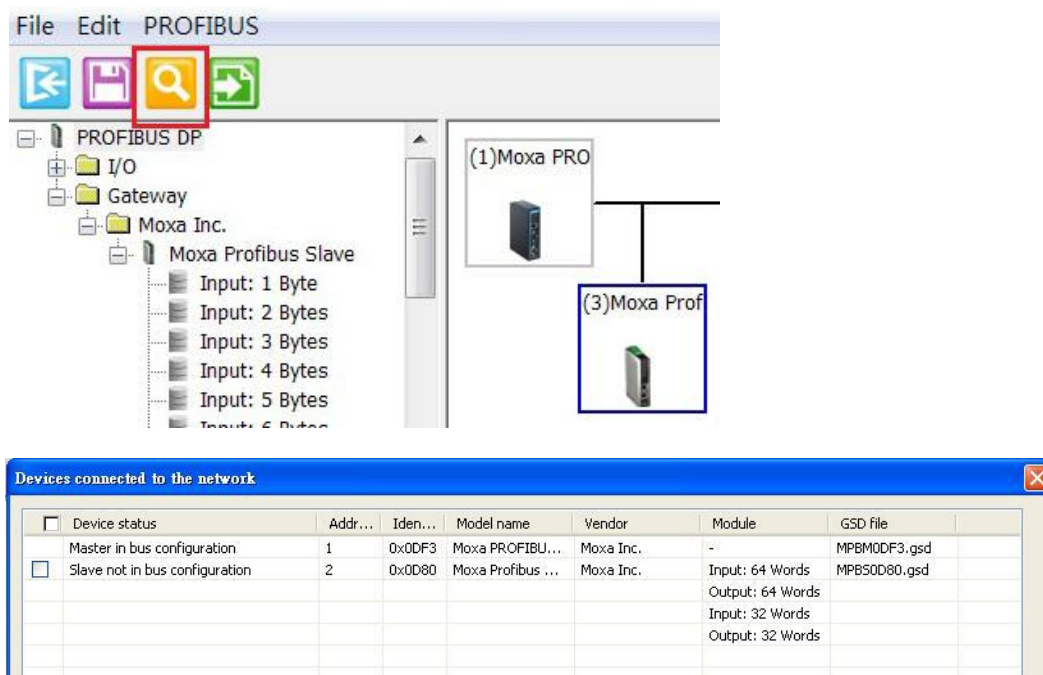 File Edit PROFIBUS
PROFIBUS DP
I/O
Gateway
Moxa Inc.
Moxa Profibus Slave
Input: 1 Byte
Input: 2 Bytes
Input: 3 Bytes
Input: 4 Bytes
Input: 5 Bytes
(1)Moxa PRO
(3)Moxa Prof
Devices connected to the network
Device status Addr... Iden... Model name Vendor Module GSD file
Master in bus configuration 1 0x0DF3 Moxa PROFIBU... Moxa Inc. - MPBM0DF3.gsd
Slave not in bus configuration 2 0x0D80 Moxa Profibus ... Moxa Inc. Input: 64 Words MPBS0D80.gsd
Output: 64 Words
Input: 32 Words
Output: 32 Words